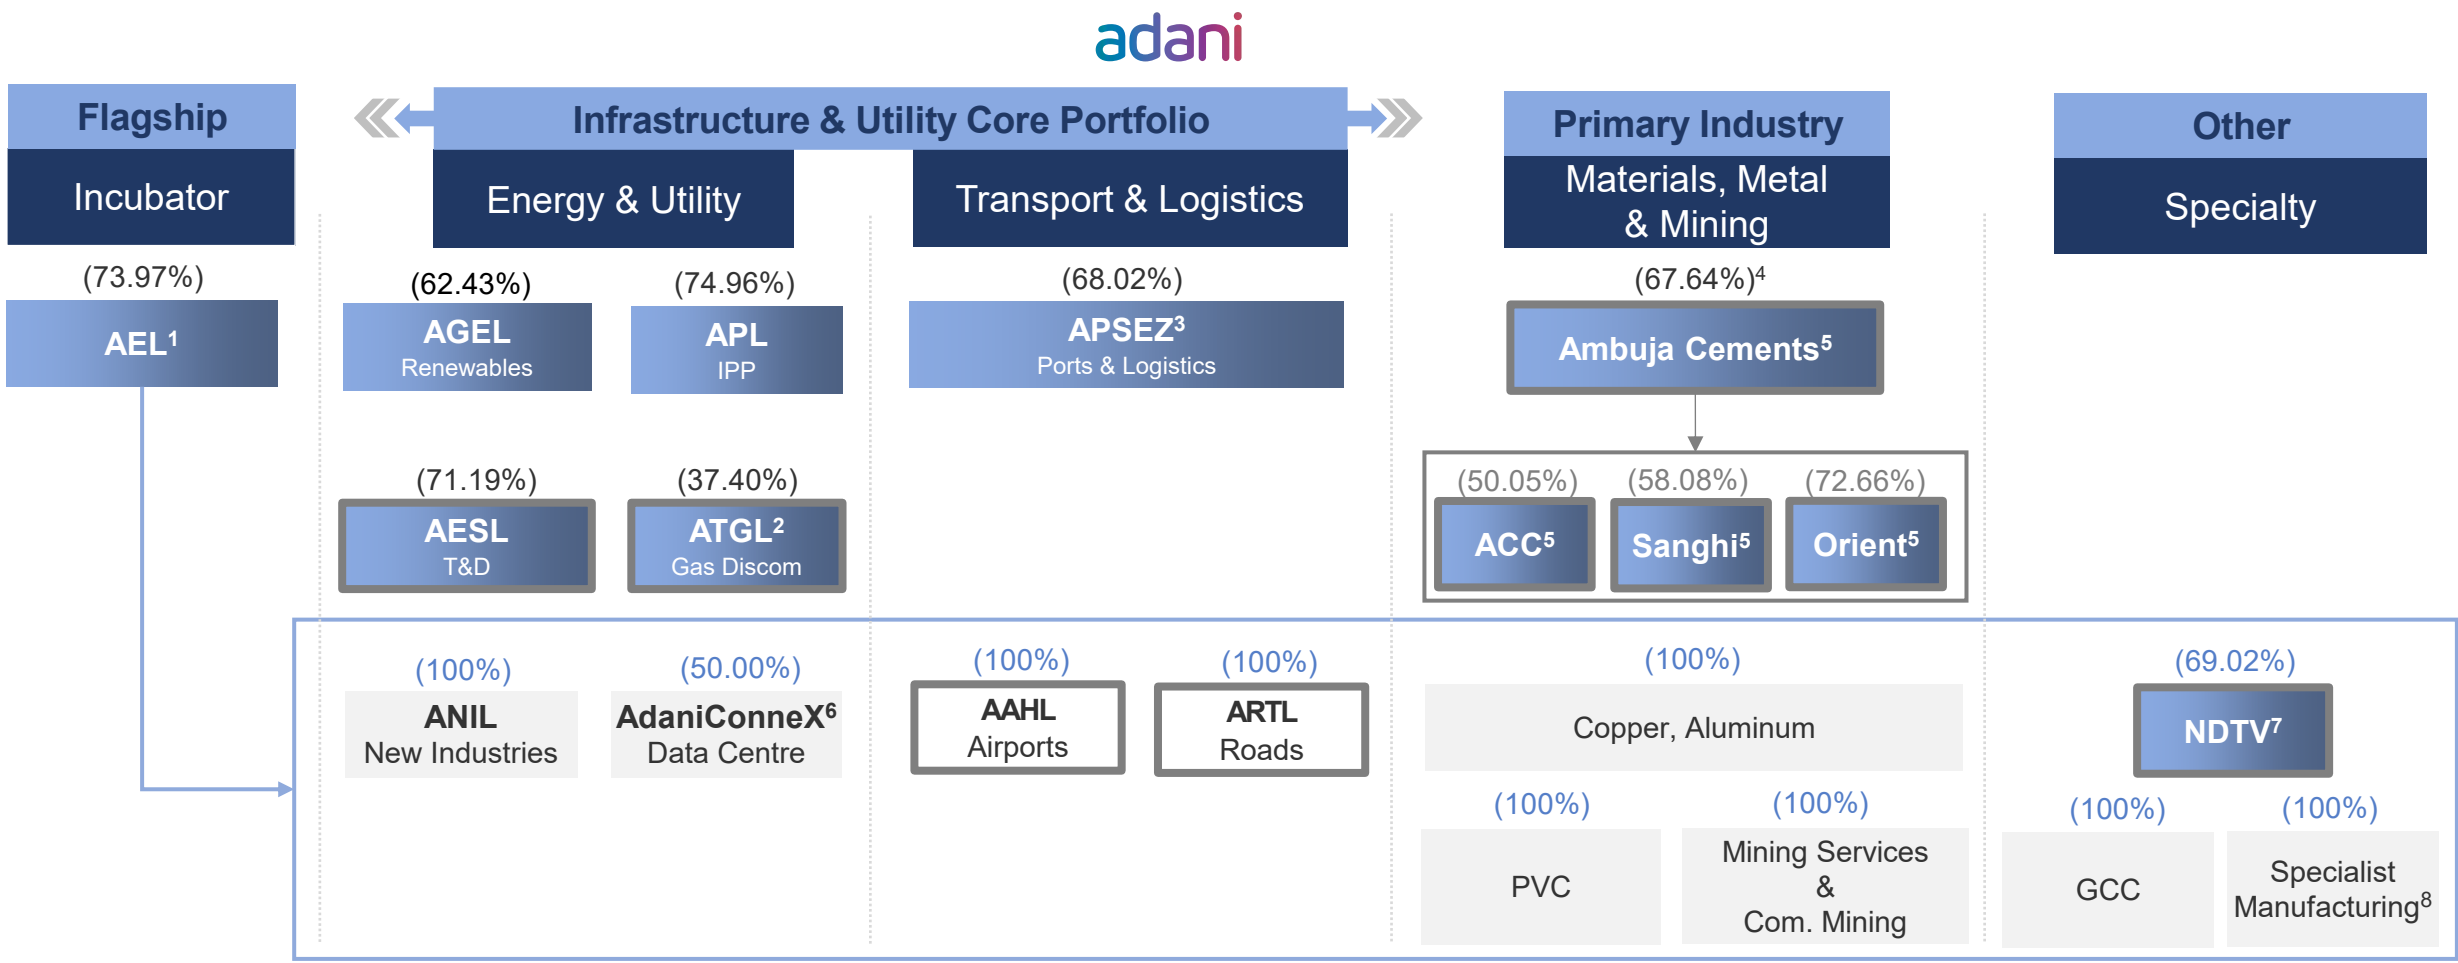 adani
Flagship
Infrastructure & Utility Core Portfolio
Primary Industry
Other
Incubator
Energy & Utility
Transport & Logistics
Materials, Metal
& Mining
Specialty
(73.97%)
AEL1
(62.43%)
AGEL
Renewables
(74.96%)
APL
IPP
(68.02%)
APSEZ3
Ports & Logistics
(67.64%)4
Ambuja Cements5
(71.19%)
AESL
T&D
(37.40%)
ATGL2
Gas Discom
(50.05%)
ACC5
(58.08%)
Sanghi5
(72.66%)
Orient5
(100%)
ANIL
New Industries
(50.00%)
AdaniConneX6
Data Centre
(100%)
AAHL
Airports
(100%)
ARTL
Roads
(100%)
Copper, Aluminum
(69.02%)
NDTV7
(100%)
PVC
(100%)
Mining Services
&
Com. Mining
(100%)
GCC
(100%)
Specialist
Manufacturing8